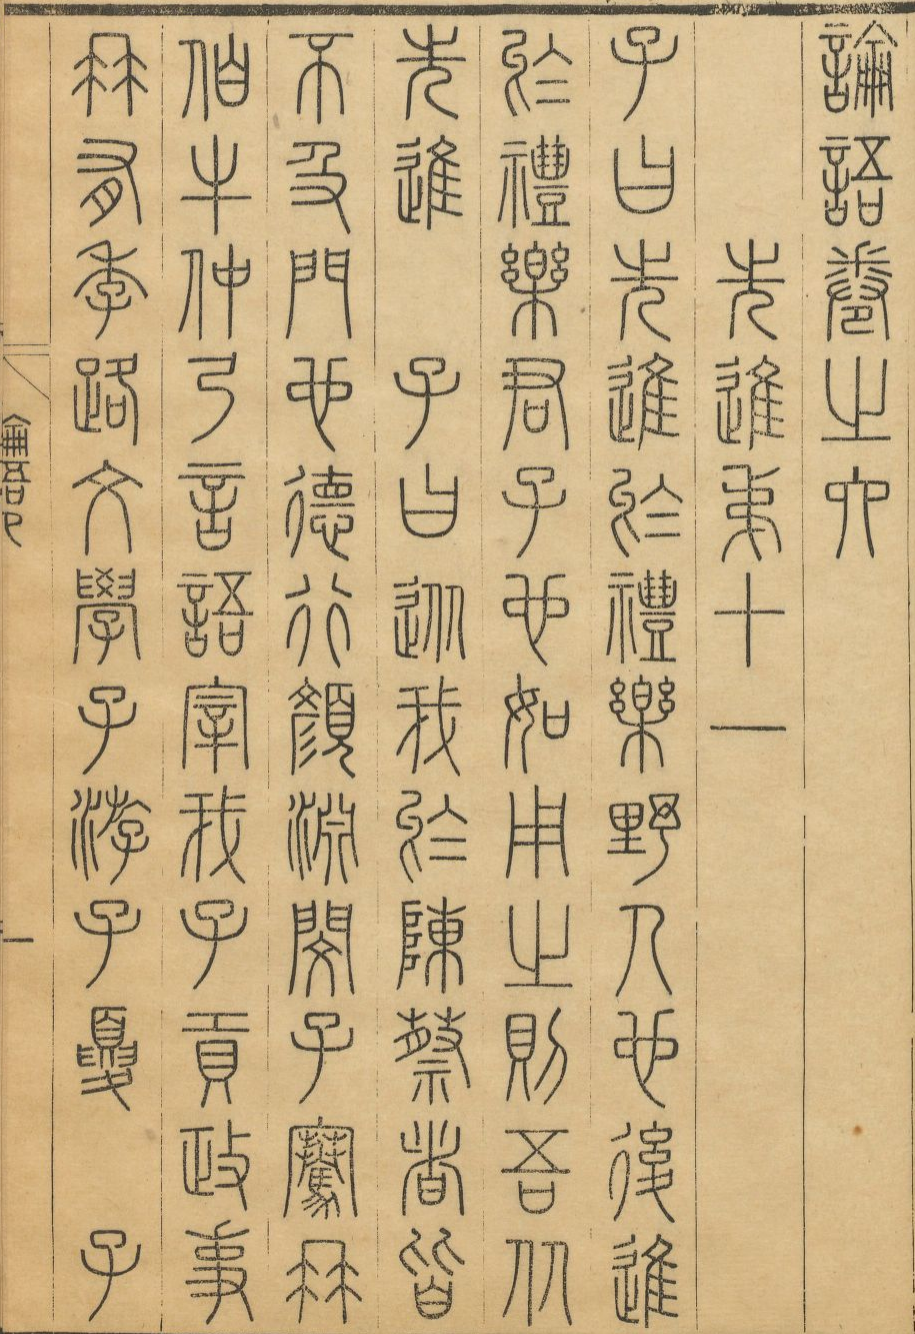 論語卷之六
先進弟十一
子曰先進於禮樂野人也後進
於禮樂君子也如用之則吾从
先進　子曰從我於陳蔡者皆
不及門也德行顏淵閔子騫冉
伯牛仲弓言語宰我子貢政事
冉有季路文學子游子夏　子
論語
一